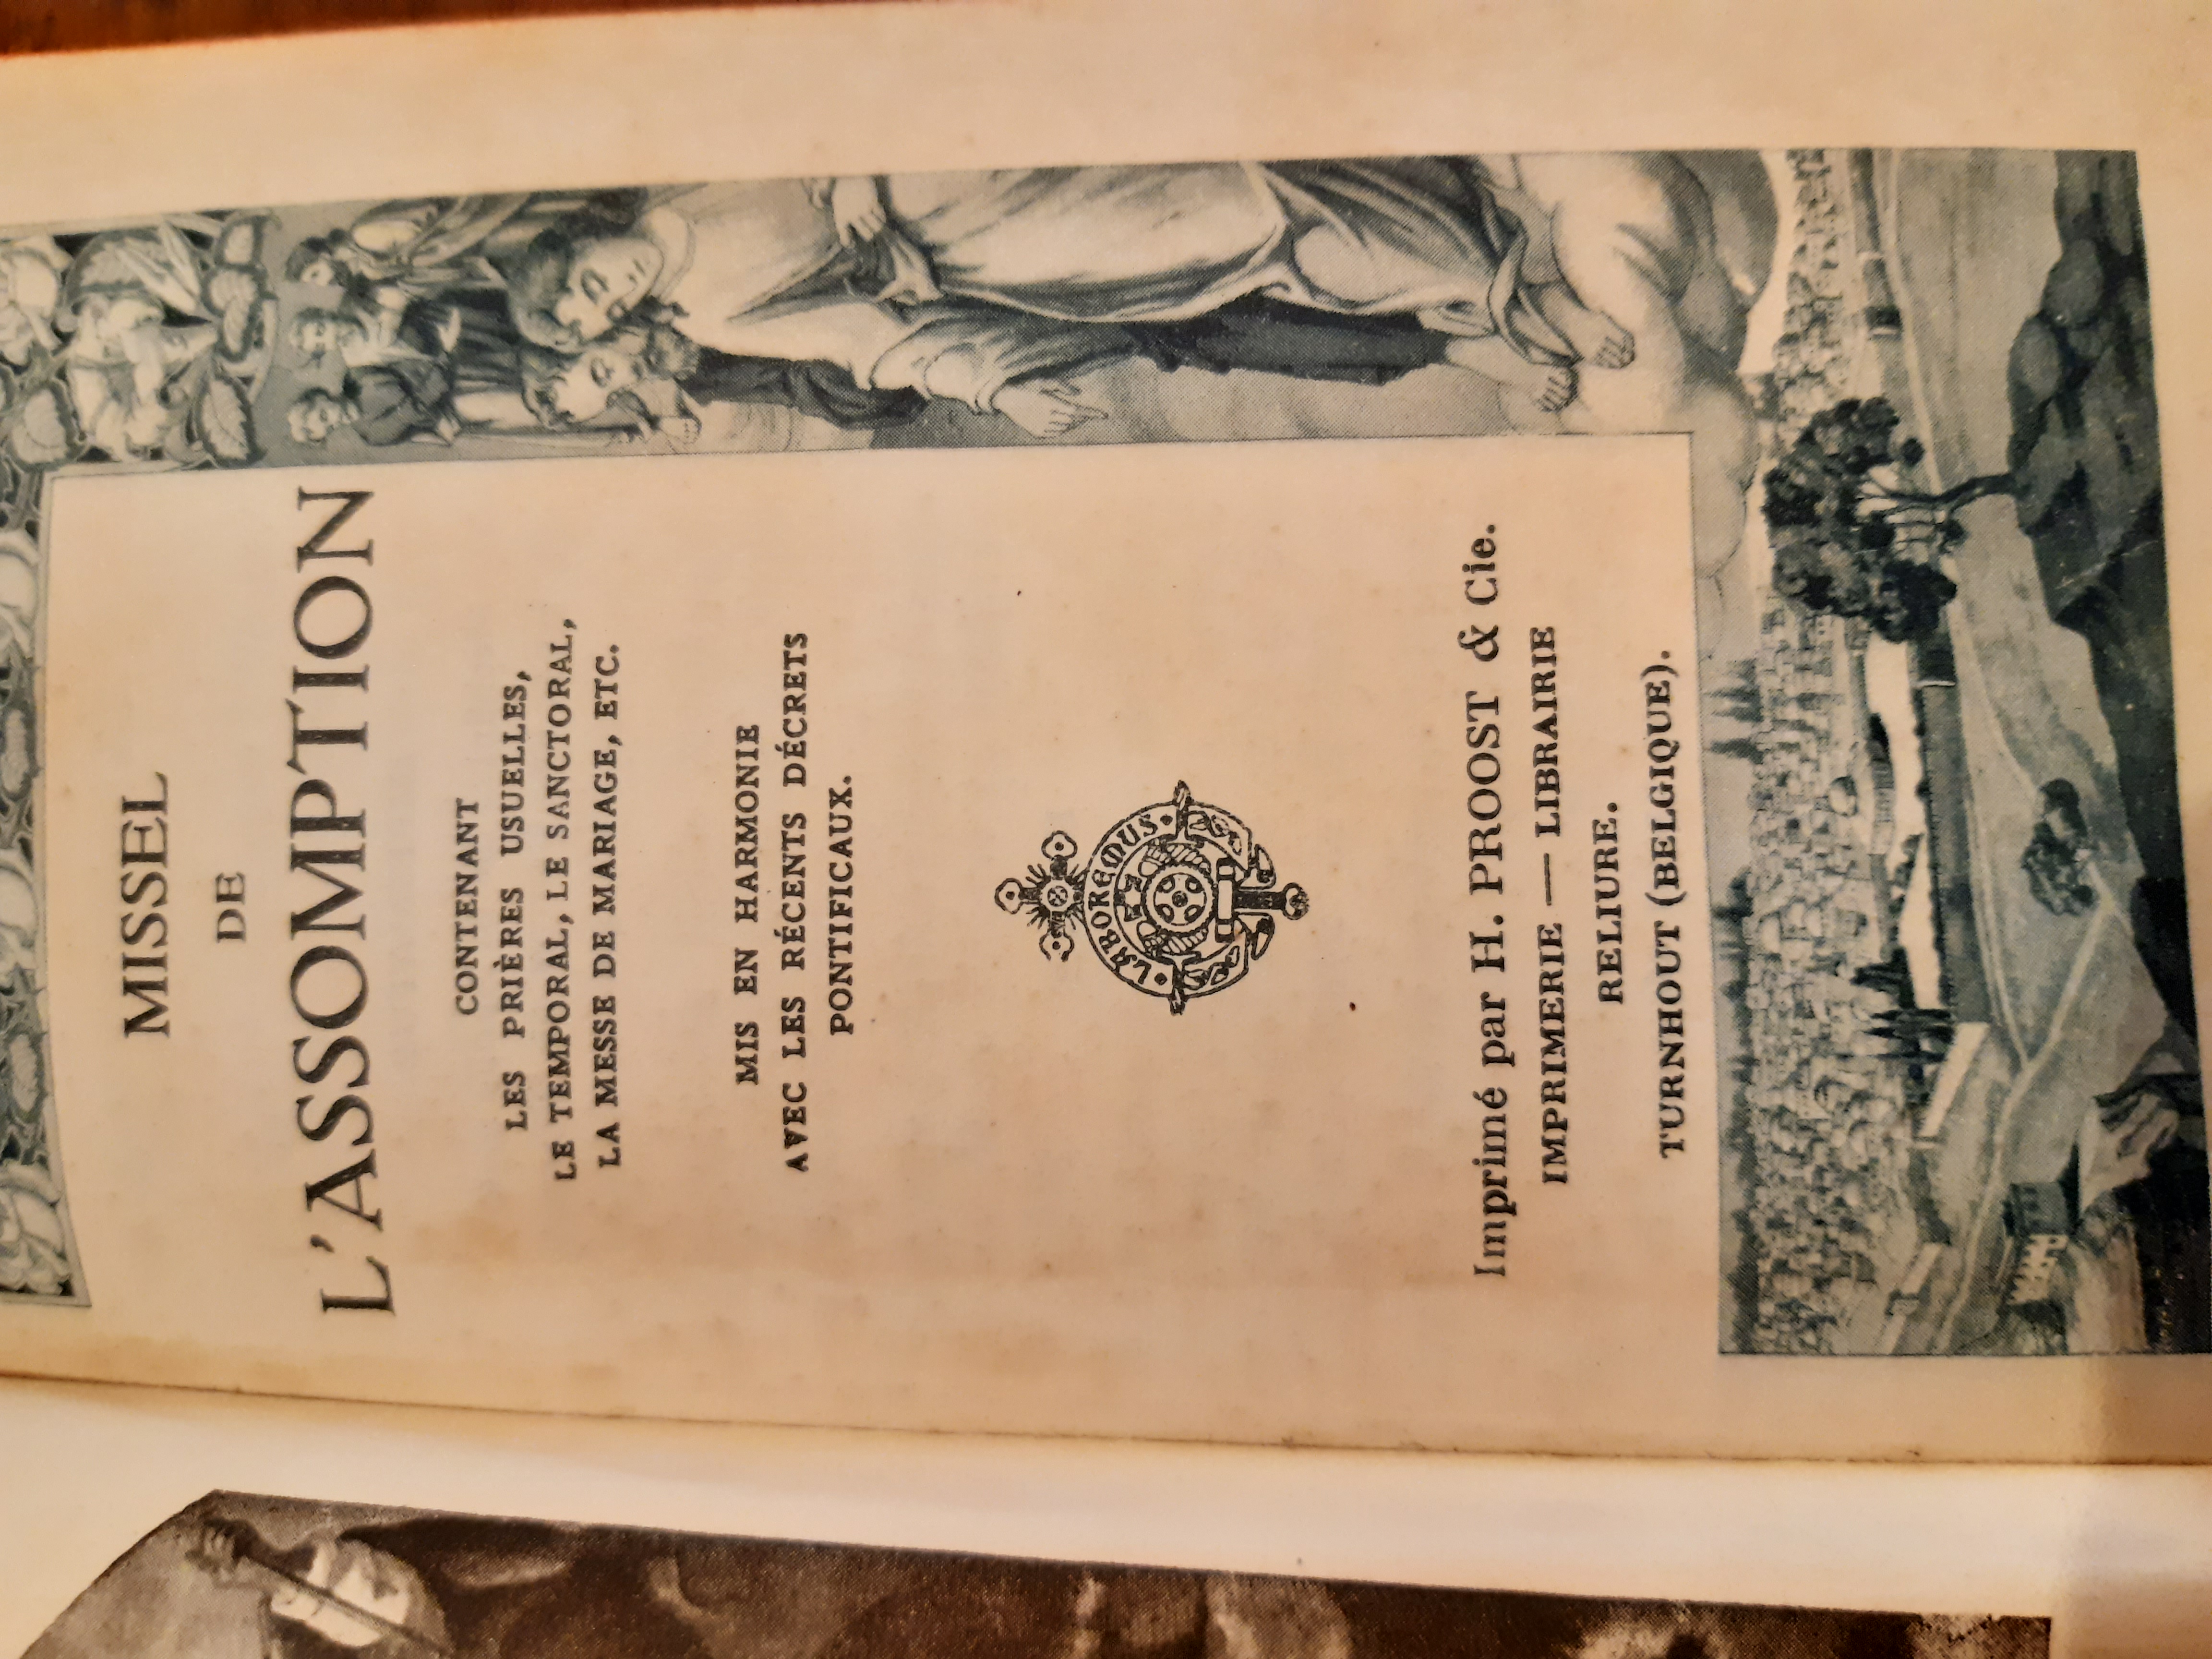 MISSEL
DE
L'ASSOMPTION
CONTENANT
LES PRIÈRES USUELLES,
LE TEMPORAL, LE SANCTORAL,
LA MESSE DE MARIAGE, ETC.
MIS EN HARMONIE
AVEC LES RÉCENTS DÉCRETS
PONTIFICAUX.
·LABOREMUS·
Imprimé par H. PROOST & Cie.
IMPRIMERIE — LIBRAIRIE
RELIURE.
TURNHOUT (BELGIQUE).